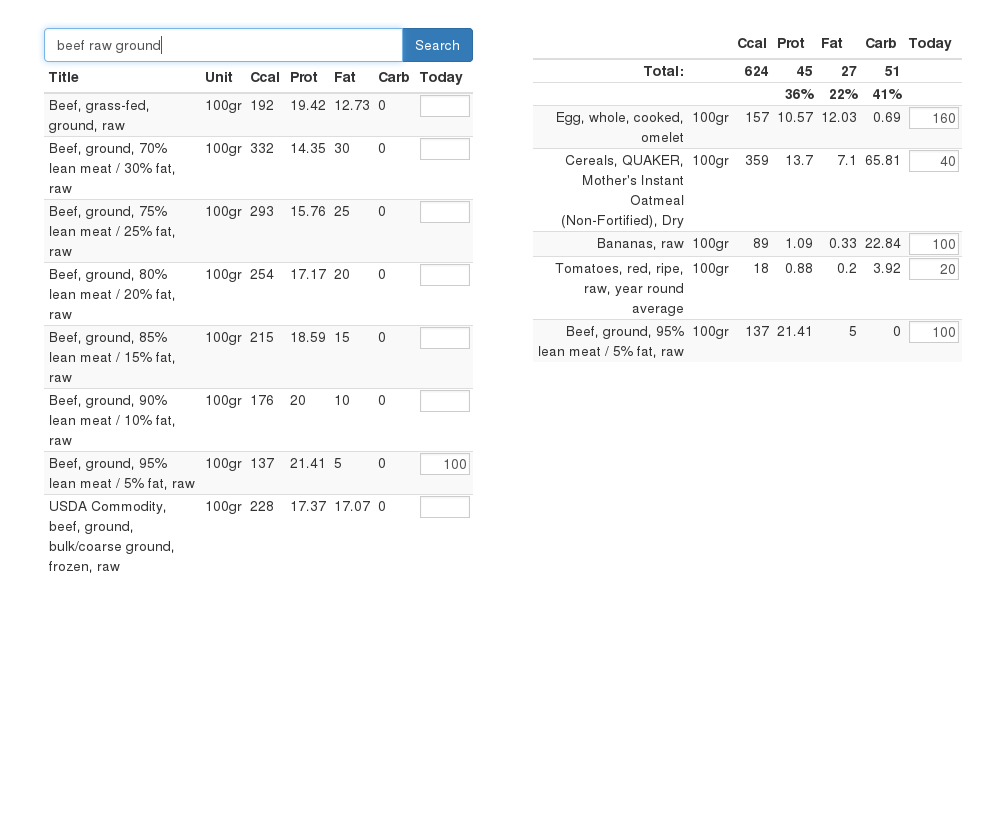 beef raw ground Search
Title Unit Ccal Prot Fat Carb Today
Beef, grass-fed, 100gr 192 19.42 12.73 0
ground, raw
Beef, ground, 70% 100gr 332 14.35 30 0
lean meat / 30% fat,
raw
Beef, ground, 75% 100gr 293 15.76 25 0
lean meat / 25% fat,
raw
Beef, ground, 80% 100gr 254 17.17 20 0
lean meat / 20% fat,
raw
Beef, ground, 85% 100gr 215 18.59 15 0
lean meat / 15% fat,
raw
Beef, ground, 90% 100gr 176 20 10 0
lean meat / 10% fat,
raw
Beef, ground, 95% 100gr 137 21.41 5 0 100
lean meat / 5% fat, raw
USDA Commodity, 100gr 228 17.37 17.07 0
beef, ground,
bulk/coarse ground,
frozen, raw
Ccal Prot Fat Carb Today
Total: 624 45 27 51
36% 22% 41%
Egg, whole, cooked, 100gr 157 10.57 12.03 0.69 160
omelet
Cereals, QUAKER, 100gr 359 13.7 7.1 65.81 40
Mother's Instant
Oatmeal
(Non-Fortified), Dry
Bananas, raw 100gr 89 1.09 0.33 22.84 100
Tomatoes, red, ripe, 100gr 18 0.88 0.2 3.92 20
raw, year round
average
Beef, ground, 95% 100gr 137 21.41 5 0 100
lean meat / 5% fat, raw